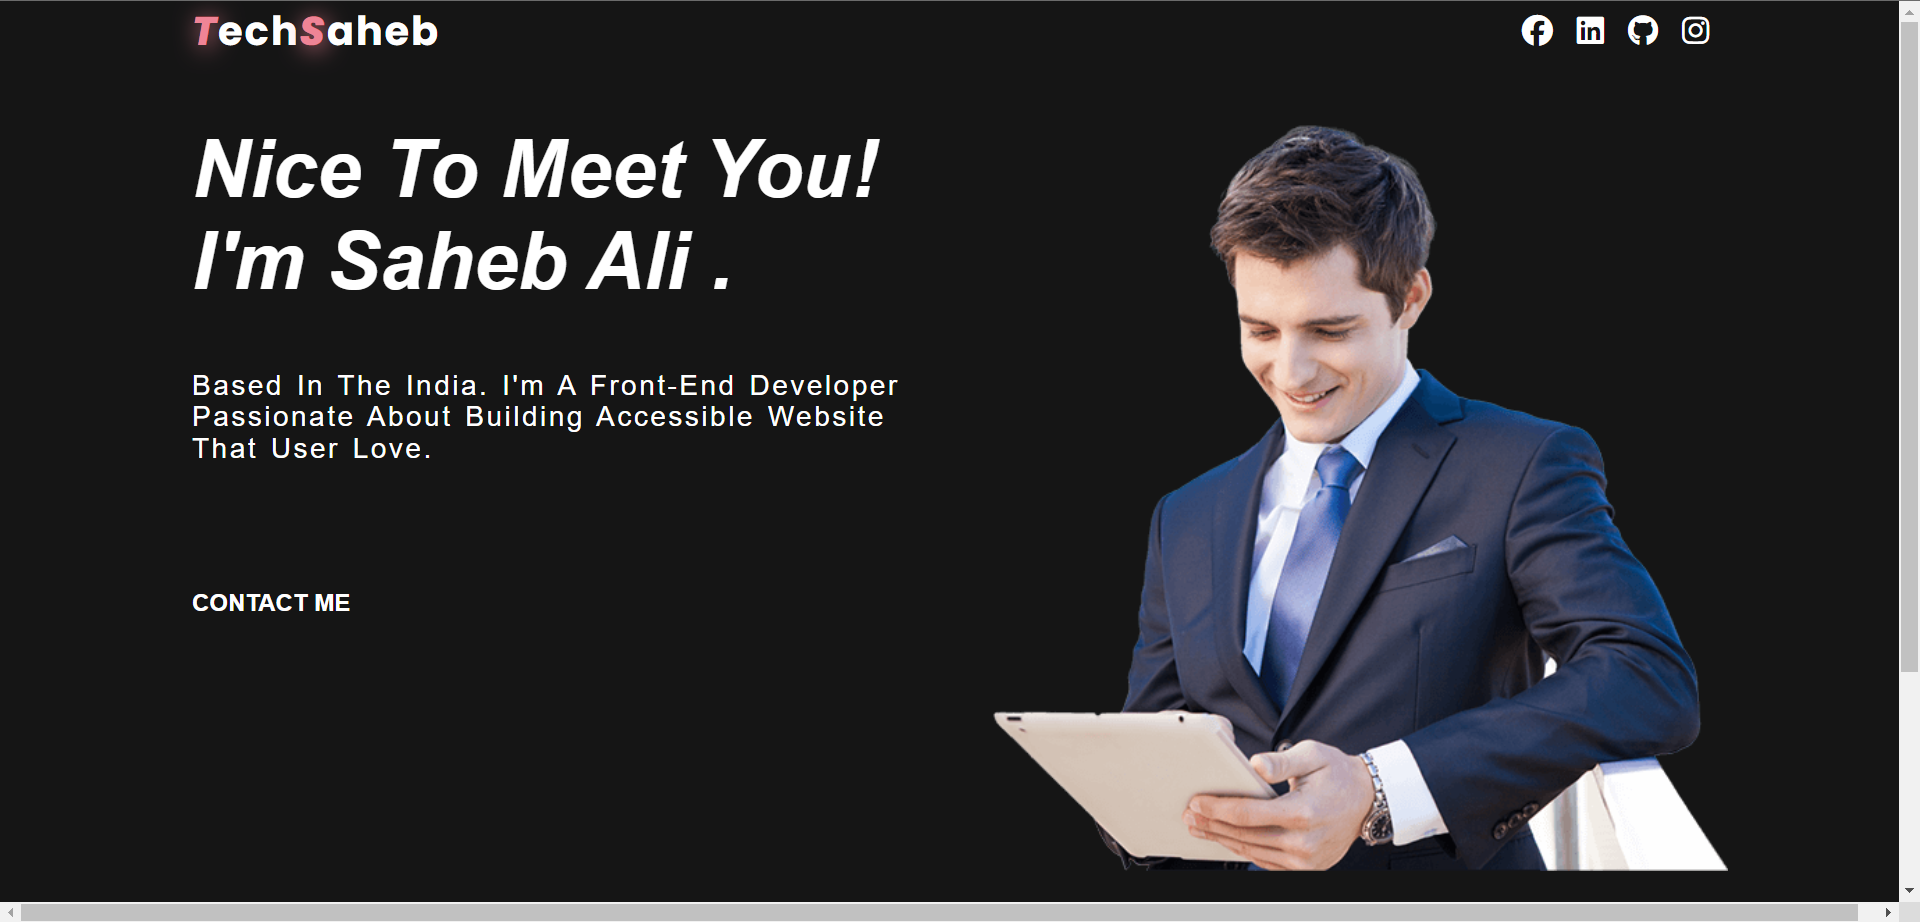 TechSaheb
Nice To Meet You!
I'm Saheb Ali .
Based In The India. I'm A Front-End Developer
Passionate About Building Accessible Website
That User Love.
CONTACT ME